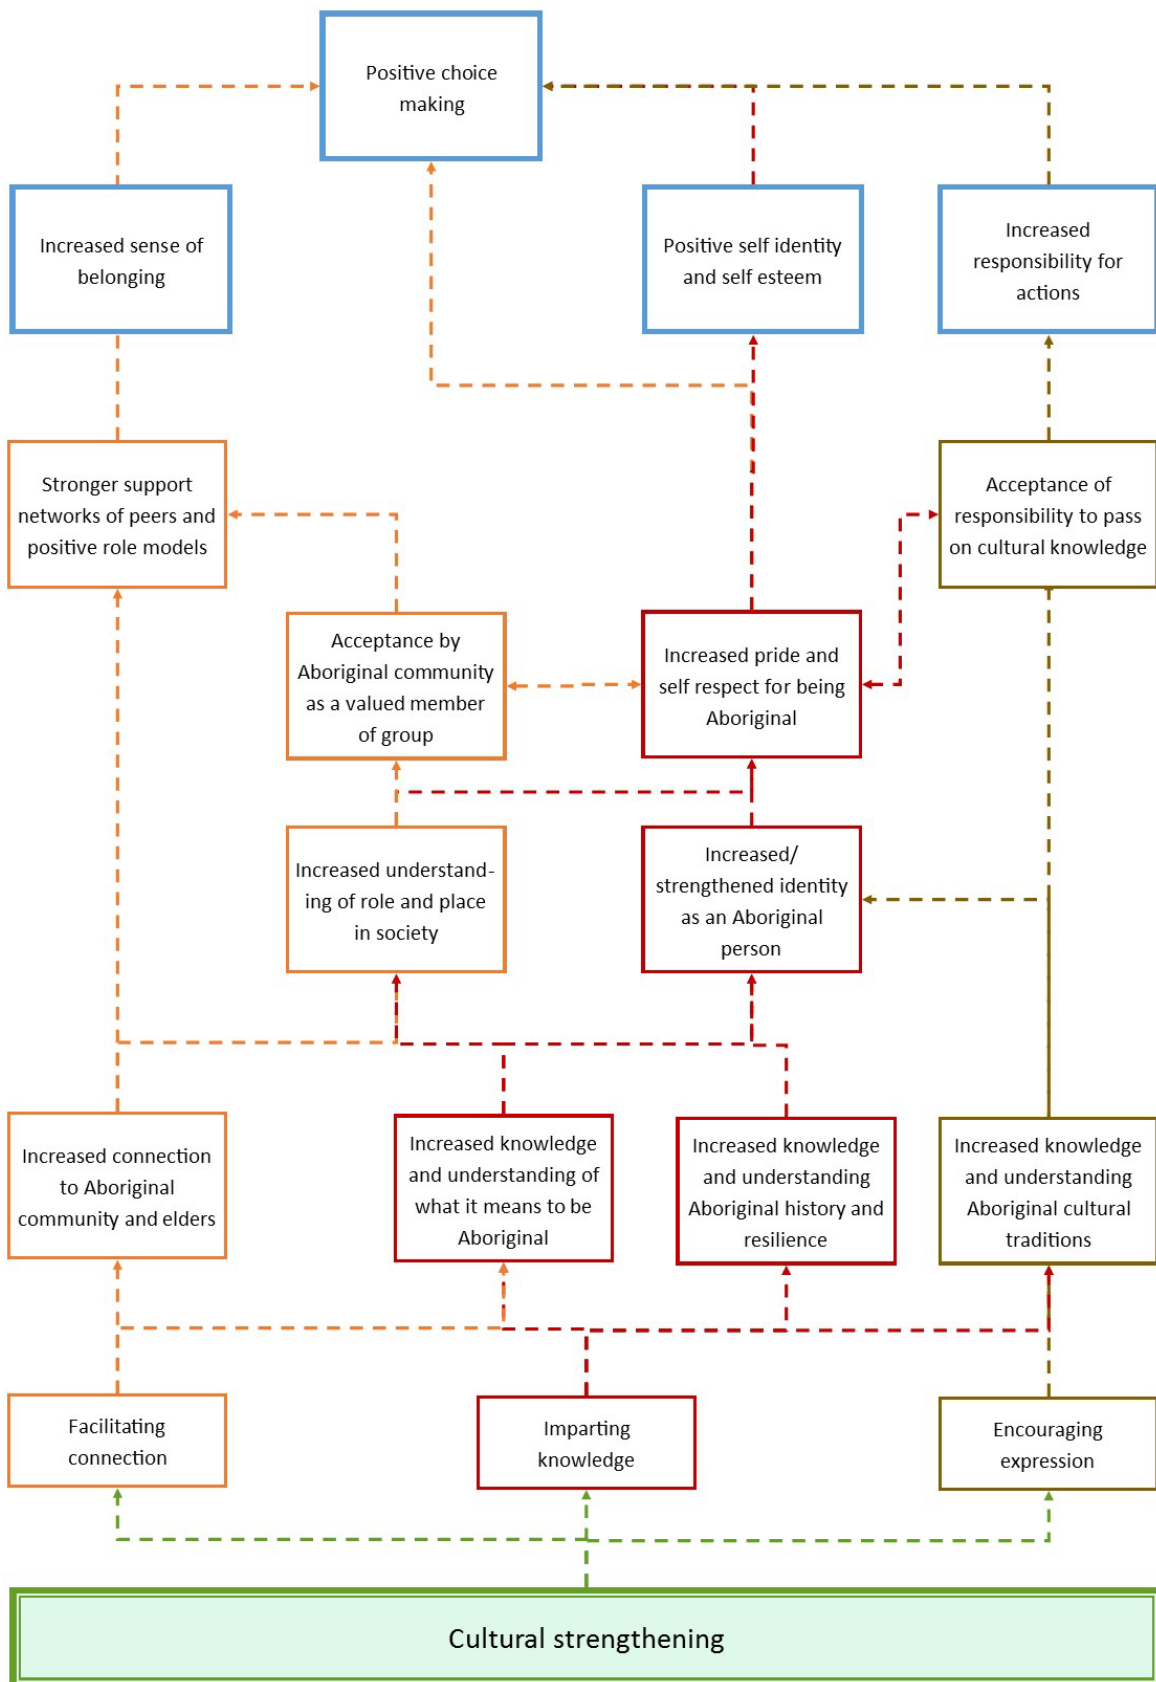 Positive choice
making
Increased sense of
belonging
Positive self identity
and self esteem
Increased
responsibility for
actions
Stronger support
networks of peers and
positive role models
Acceptance of
responsibility to pass
on cultural knowledge
Acceptance by
Aboriginal community
as a valued member
of group
Increased pride and
self respect for being
Aboriginal
Increased understand-
ing of role and place
in society
Increased/
strengthened identity
as an Aboriginal
person
Increased connection
to Aboriginal
community and elders
Increased knowledge
and understanding of
what it means to be
Aboriginal
Increased knowledge
and understanding
Aboriginal history and
resilience
Increased knowledge
and understanding
Aboriginal cultural
traditions
Facilitating
connection
Imparting
knowledge
Encouraging
expression
Cultural strengthening